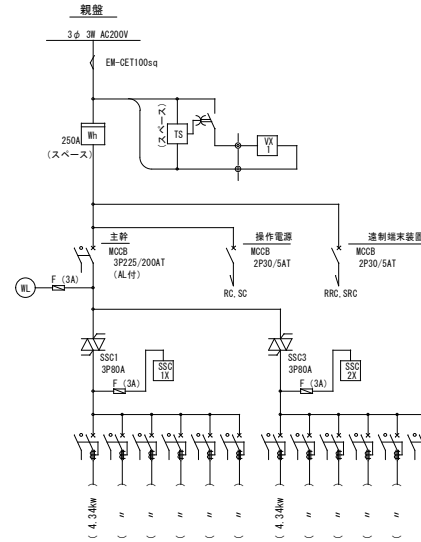 親盤
3φ 3W AC200V
EM-CET100sq
Wh
250A
(スペース)
(スペース)
TS
VX
1
主幹
MCCB
3P225/200AT
(AL付)
操作電源
MCCB
2P30/5AT
遠制端末装置
MCCB
2P30/5AT
RC, SC
RRC, SRC
WL
F (3A)
SSC1
3P80A
SSC
1X
F (3A)
SSC3
3P80A
SSC
2X
F (3A)
( 4.34kw
( 〃
( 〃
( 〃
( 〃
( 〃
( 4.34kw
( 〃
( 〃
( 〃
( 〃